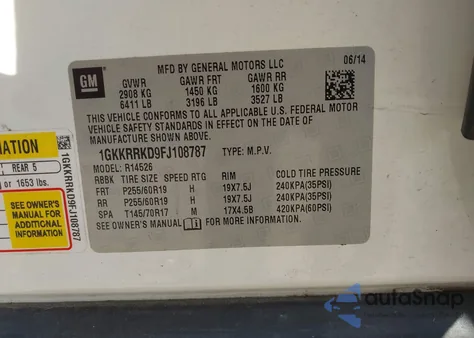 GM
MFD BY GENERAL MOTORS LLC 06/14
GVWR GAWR FRT GAWR RR
2908 KG 1450 KG 1600 KG
6411 LB 3196 LB 3527 LB
THIS VEHICLE CONFORMS TO ALL APPLICABLE U.S. FEDERAL MOTOR
VEHICLE SAFETY STANDARDS IN EFFECT ON THE DATE OF
MANUFACTURE SHOWN ABOVE.
1GKKRRKD9FJ108787 TYPE: M.P.V.
MODEL: R14526
RBBK TIRE SIZE SPEED RTG RIM COLD TIRE PRESSURE
FRT P255/60R19 H 19X7.5J 240KPA(35PSI)
RR P255/60R19 H 19X7.5J 240KPA(35PSI)
SPA T145/70R17 M 17X4.5B 420KPA(60PSI)
SEE OWNER'S MANUAL FOR MORE INFORMATION.
MATION
REAR 5
or 1653 lbs.
SEE OWNER'S
MANUAL FOR
ADDITIONAL
INFORMATION
1GKKRRKD9FJ108787
autoSnap